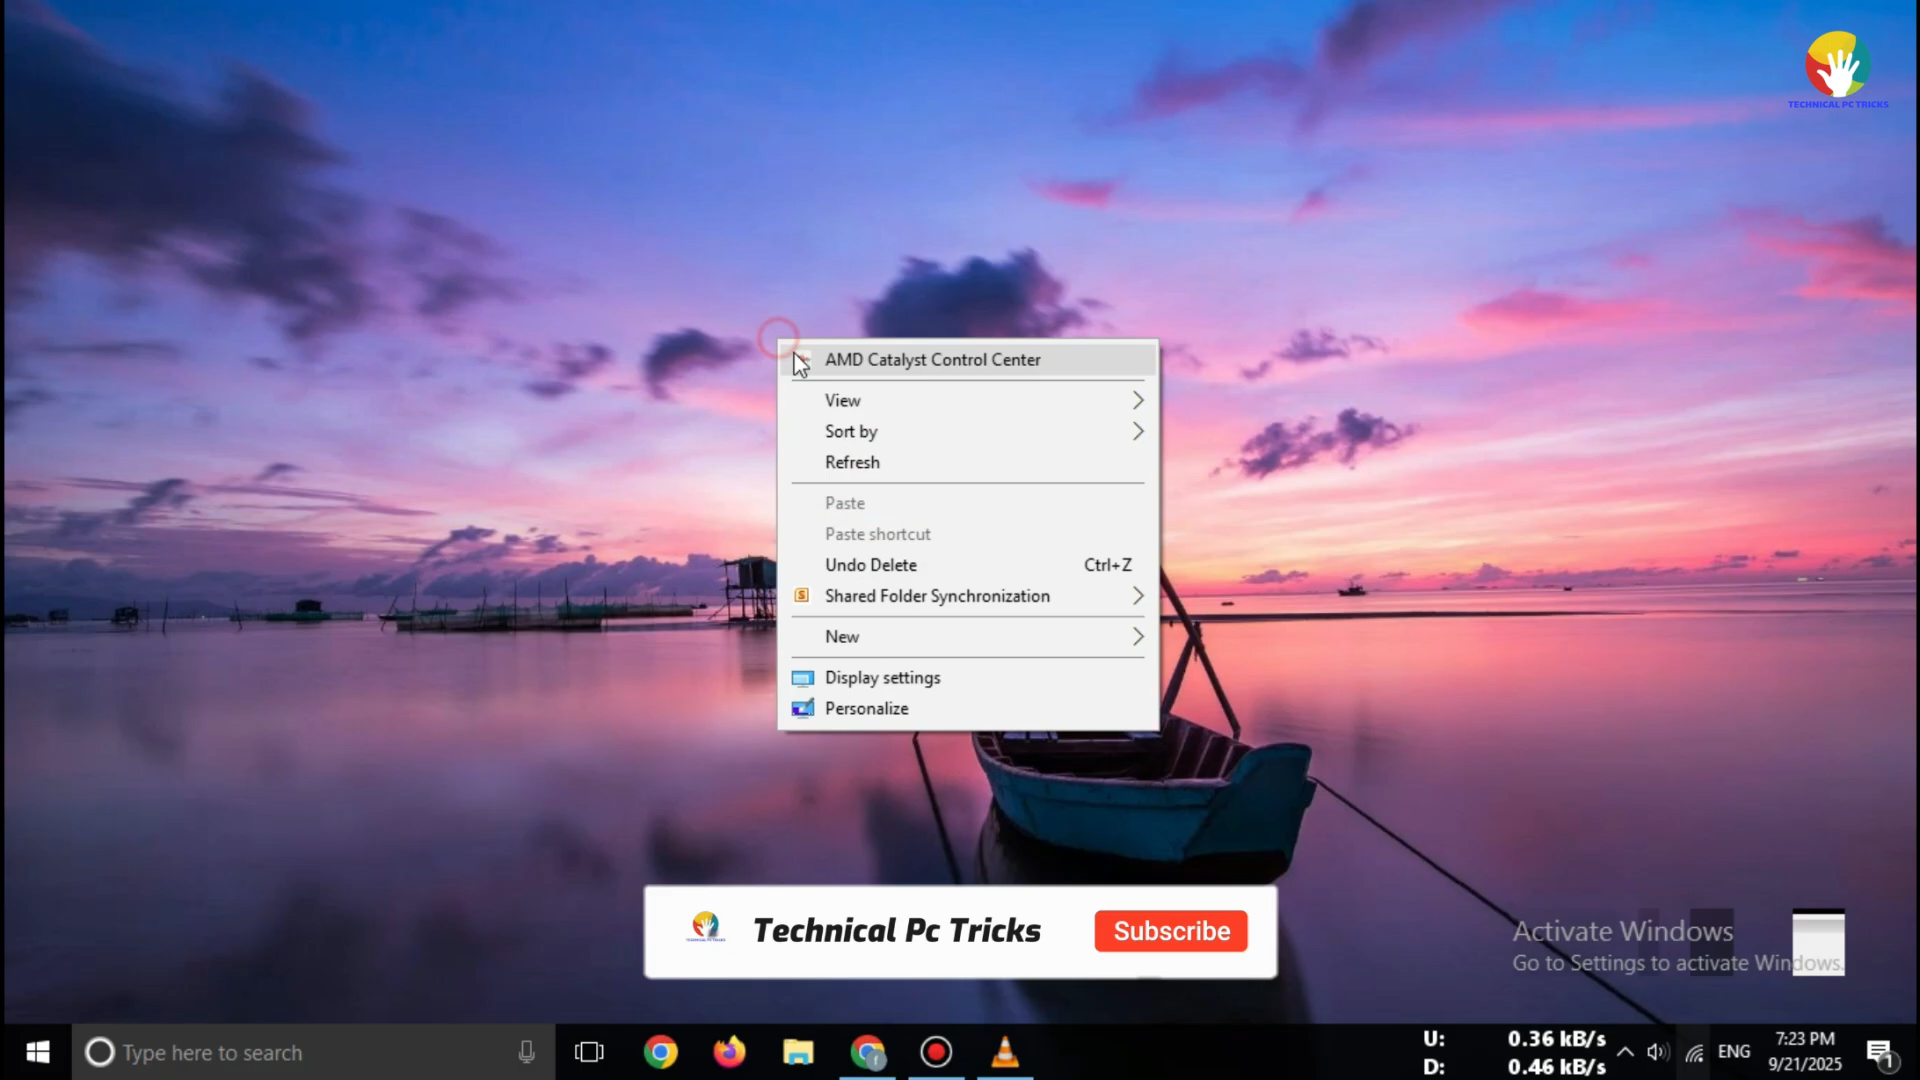 TECHNICAL PC TRICKS
AMD Catalyst Control Center
View
Sort by
Refresh
Paste
Paste shortcut
Undo Delete Ctrl+Z
Shared Folder Synchronization
New
Display settings
Personalize
Technical Pc Tricks Subscribe
Activate Windows
Go to Settings to activate Windows.
Type here to search
U: 0.36 kB/s
D: 0.46 kB/s
ENG
7:23 PM
9/21/2025
1